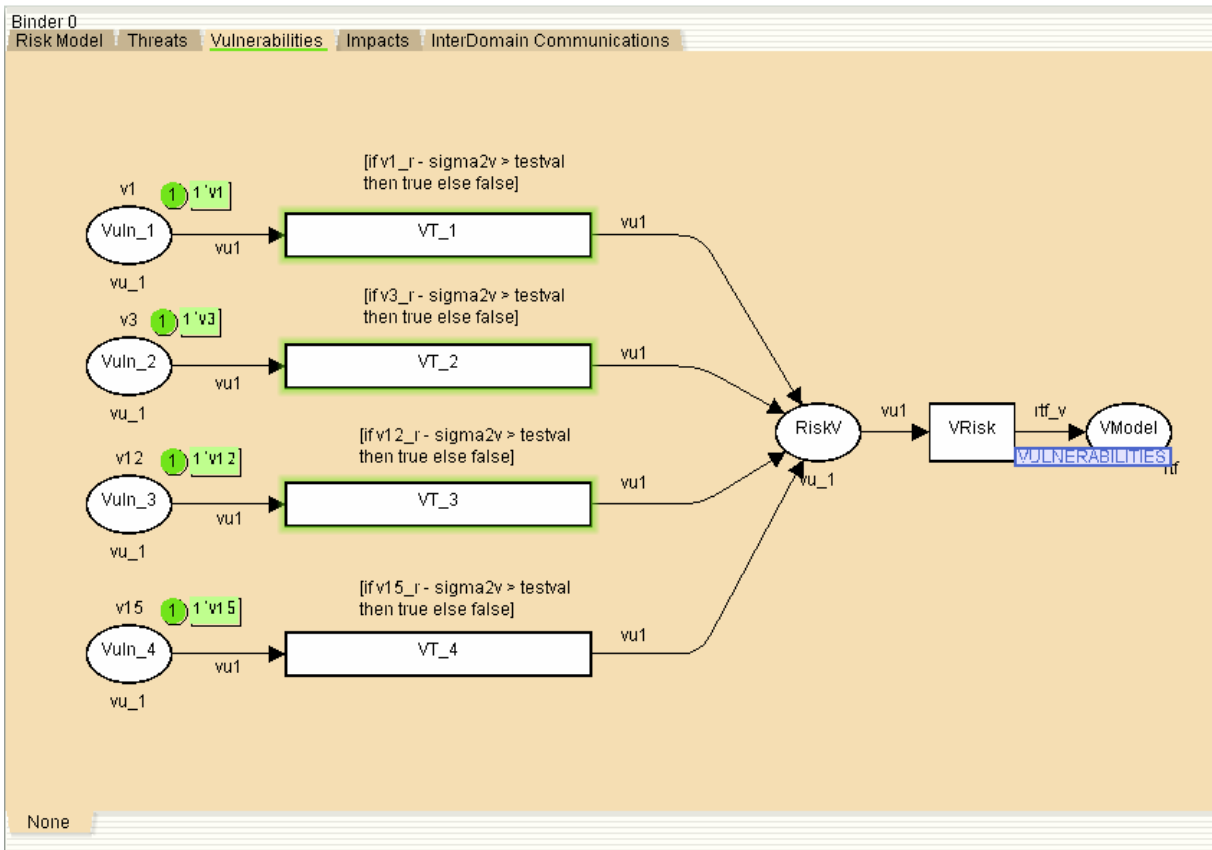 Binder 0
Risk Model Threats Vulnerabilities Impacts InterDomain Communications
[if v1_r - sigma2v > testval
then true else false]
v1 1 1`v1
Vuln_1 vu1 VT_1 vu1
vu_1
[if v3_r - sigma2v > testval
then true else false]
v3 1 1`v3
Vuln_2 vu1 VT_2 vu1
vu_1
RiskV vu1 VRisk rtf_v VModel
vu_1 VULNERABILITIES rtf
[if v12_r - sigma2v > testval
then true else false]
v12 1 1`v12
Vuln_3 vu1 VT_3 vu1
vu_1
[if v15_r - sigma2v > testval
then true else false]
v15 1 1`v15
Vuln_4 vu1 VT_4 vu1
vu_1
None